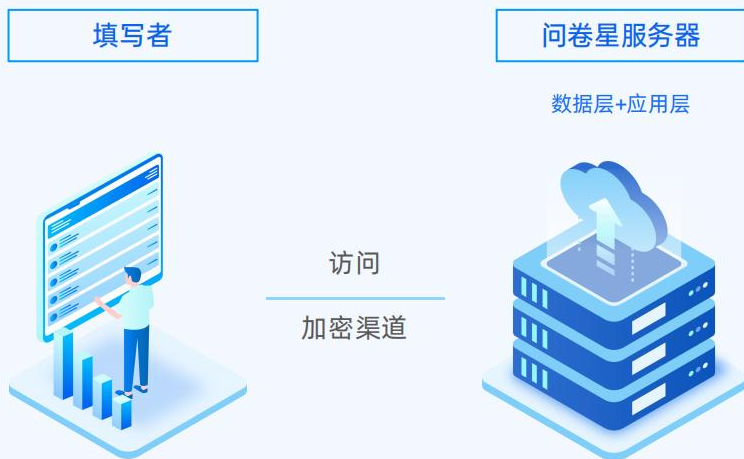 填写者
问卷星服务器
数据层+应用层
访问
加密渠道